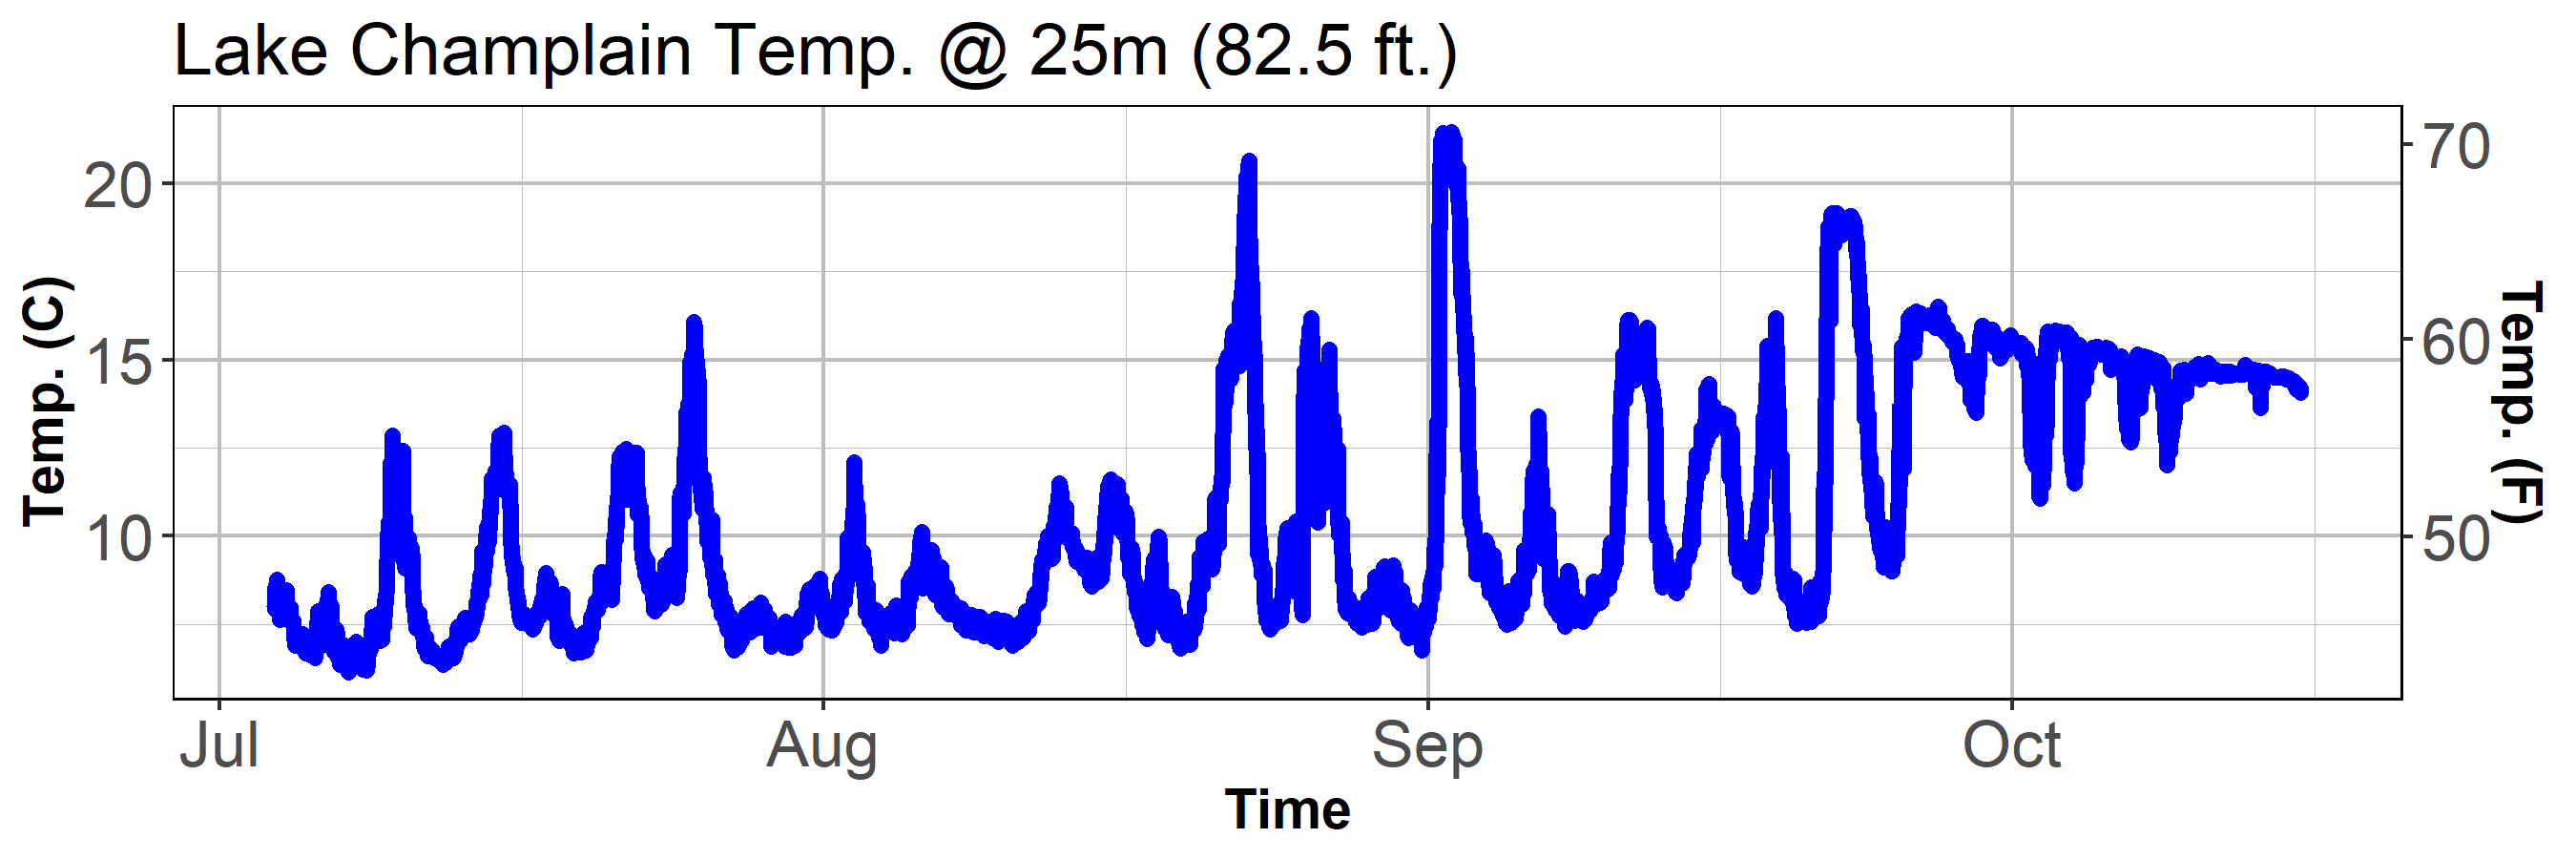 Lake Champlain Temp. @ 25m (82.5 ft.)
Temp. (C)
20
15
10
70
60
50
Temp. (F)
Jul Aug Sep Oct
Time